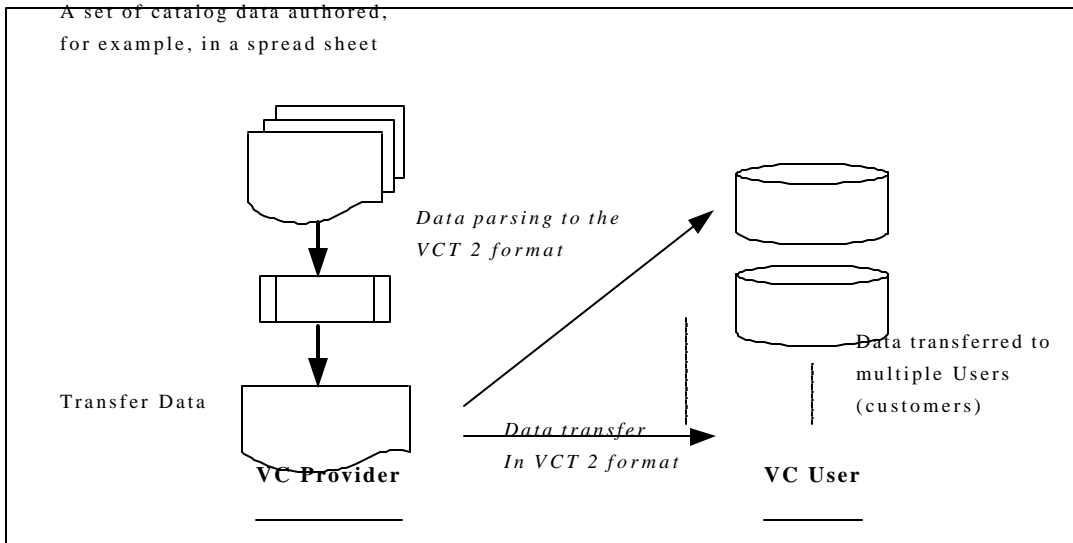 A set of catalog data authored,
for example, in a spread sheet
Data parsing to the
VCT 2 format
Data transferred to
multiple Users
(customers)
Transfer Data
Data transfer
In VCT 2 format
VC Provider
VC User